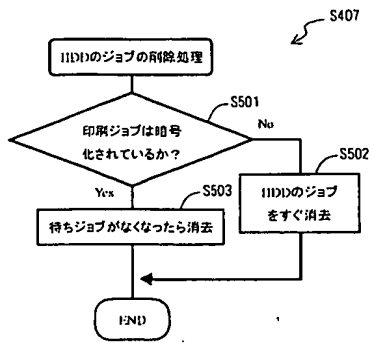 S407
HDDのジョブの削除処理
S501
印刷ジョブは暗号
化されているか?
No
Yes
S502
HDDのジョブ
をすぐ消去
S503
待ちジョブがなくなったら消去
END